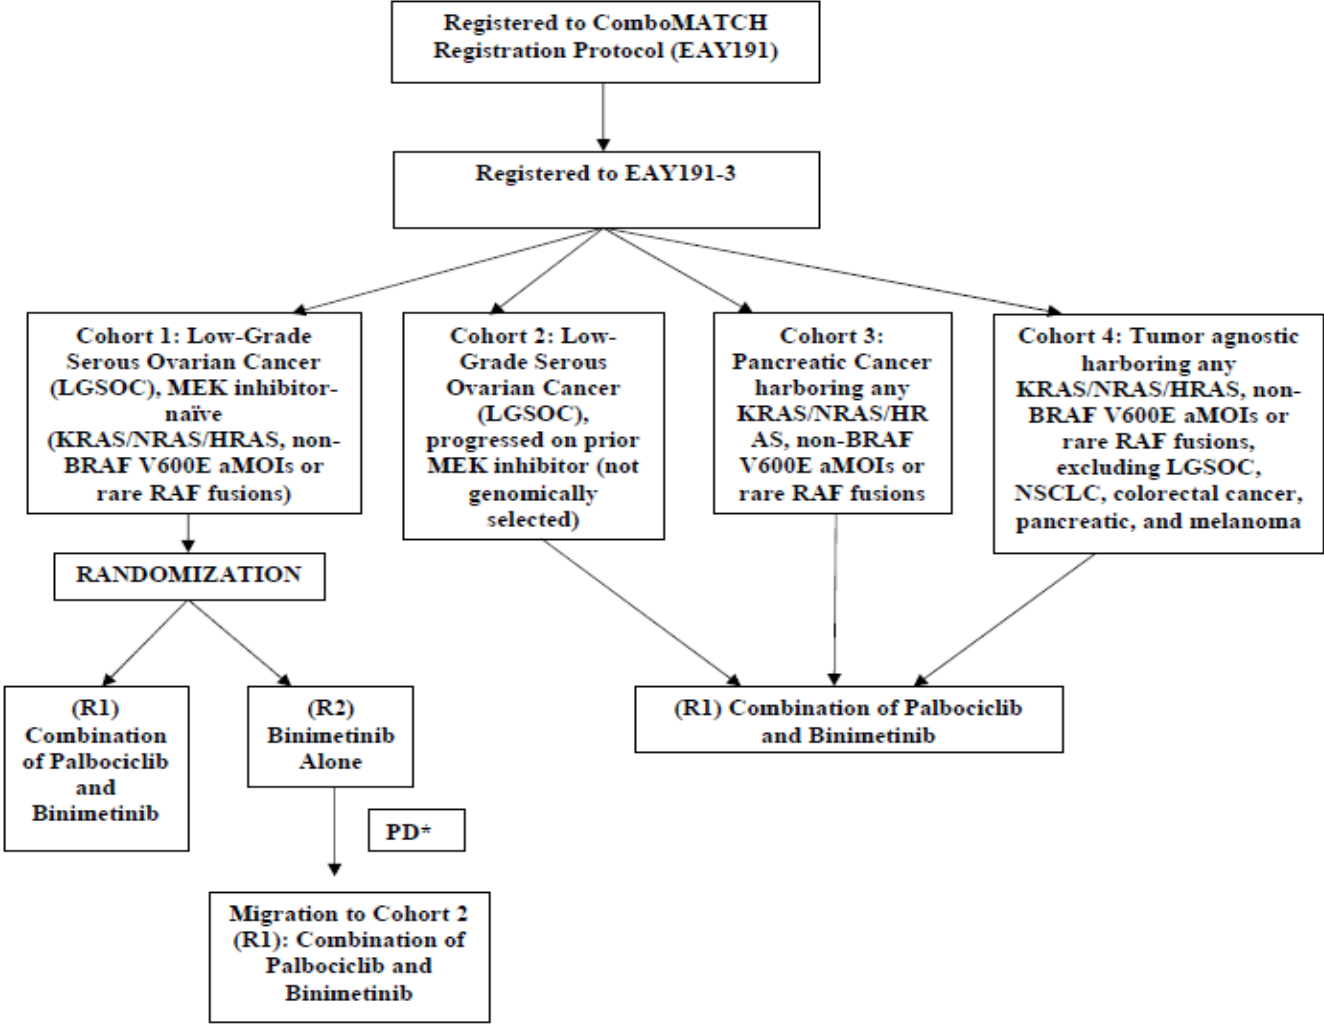 Registered to ComboMATCH
Registration Protocol (EAY191)
Registered to EAY191-3
Cohort 1: Low-Grade
Serous Ovarian Cancer
(LGSOC), MEK inhibitor-
naïve
(KRAS/NRAS/HRAS, non-
BRAF V600E aMOIs or
rare RAF fusions)
Cohort 2: Low-
Grade Serous
Ovarian Cancer
(LGSOC),
progressed on prior
MEK inhibitor (not
genomically
selected)
Cohort 3:
Pancreatic Cancer
harboring any
KRAS/NRAS/HR
AS, non-BRAF
V600E aMOIs or
rare RAF fusions
Cohort 4: Tumor agnostic
harboring any
KRAS/NRAS/HRAS, non-
BRAF V600E aMOIs or
rare RAF fusions,
excluding LGSOC,
NSCLC, colorectal cancer,
pancreatic, and melanoma
RANDOMIZATION
(R1)
Combination
of Palbociclib
and
Binimetinib
(R2)
Binimetinib
Alone
(R1) Combination of Palbociclib
and Binimetinib
PD*
Migration to Cohort 2
(R1): Combination of
Palbociclib and
Binimetinib